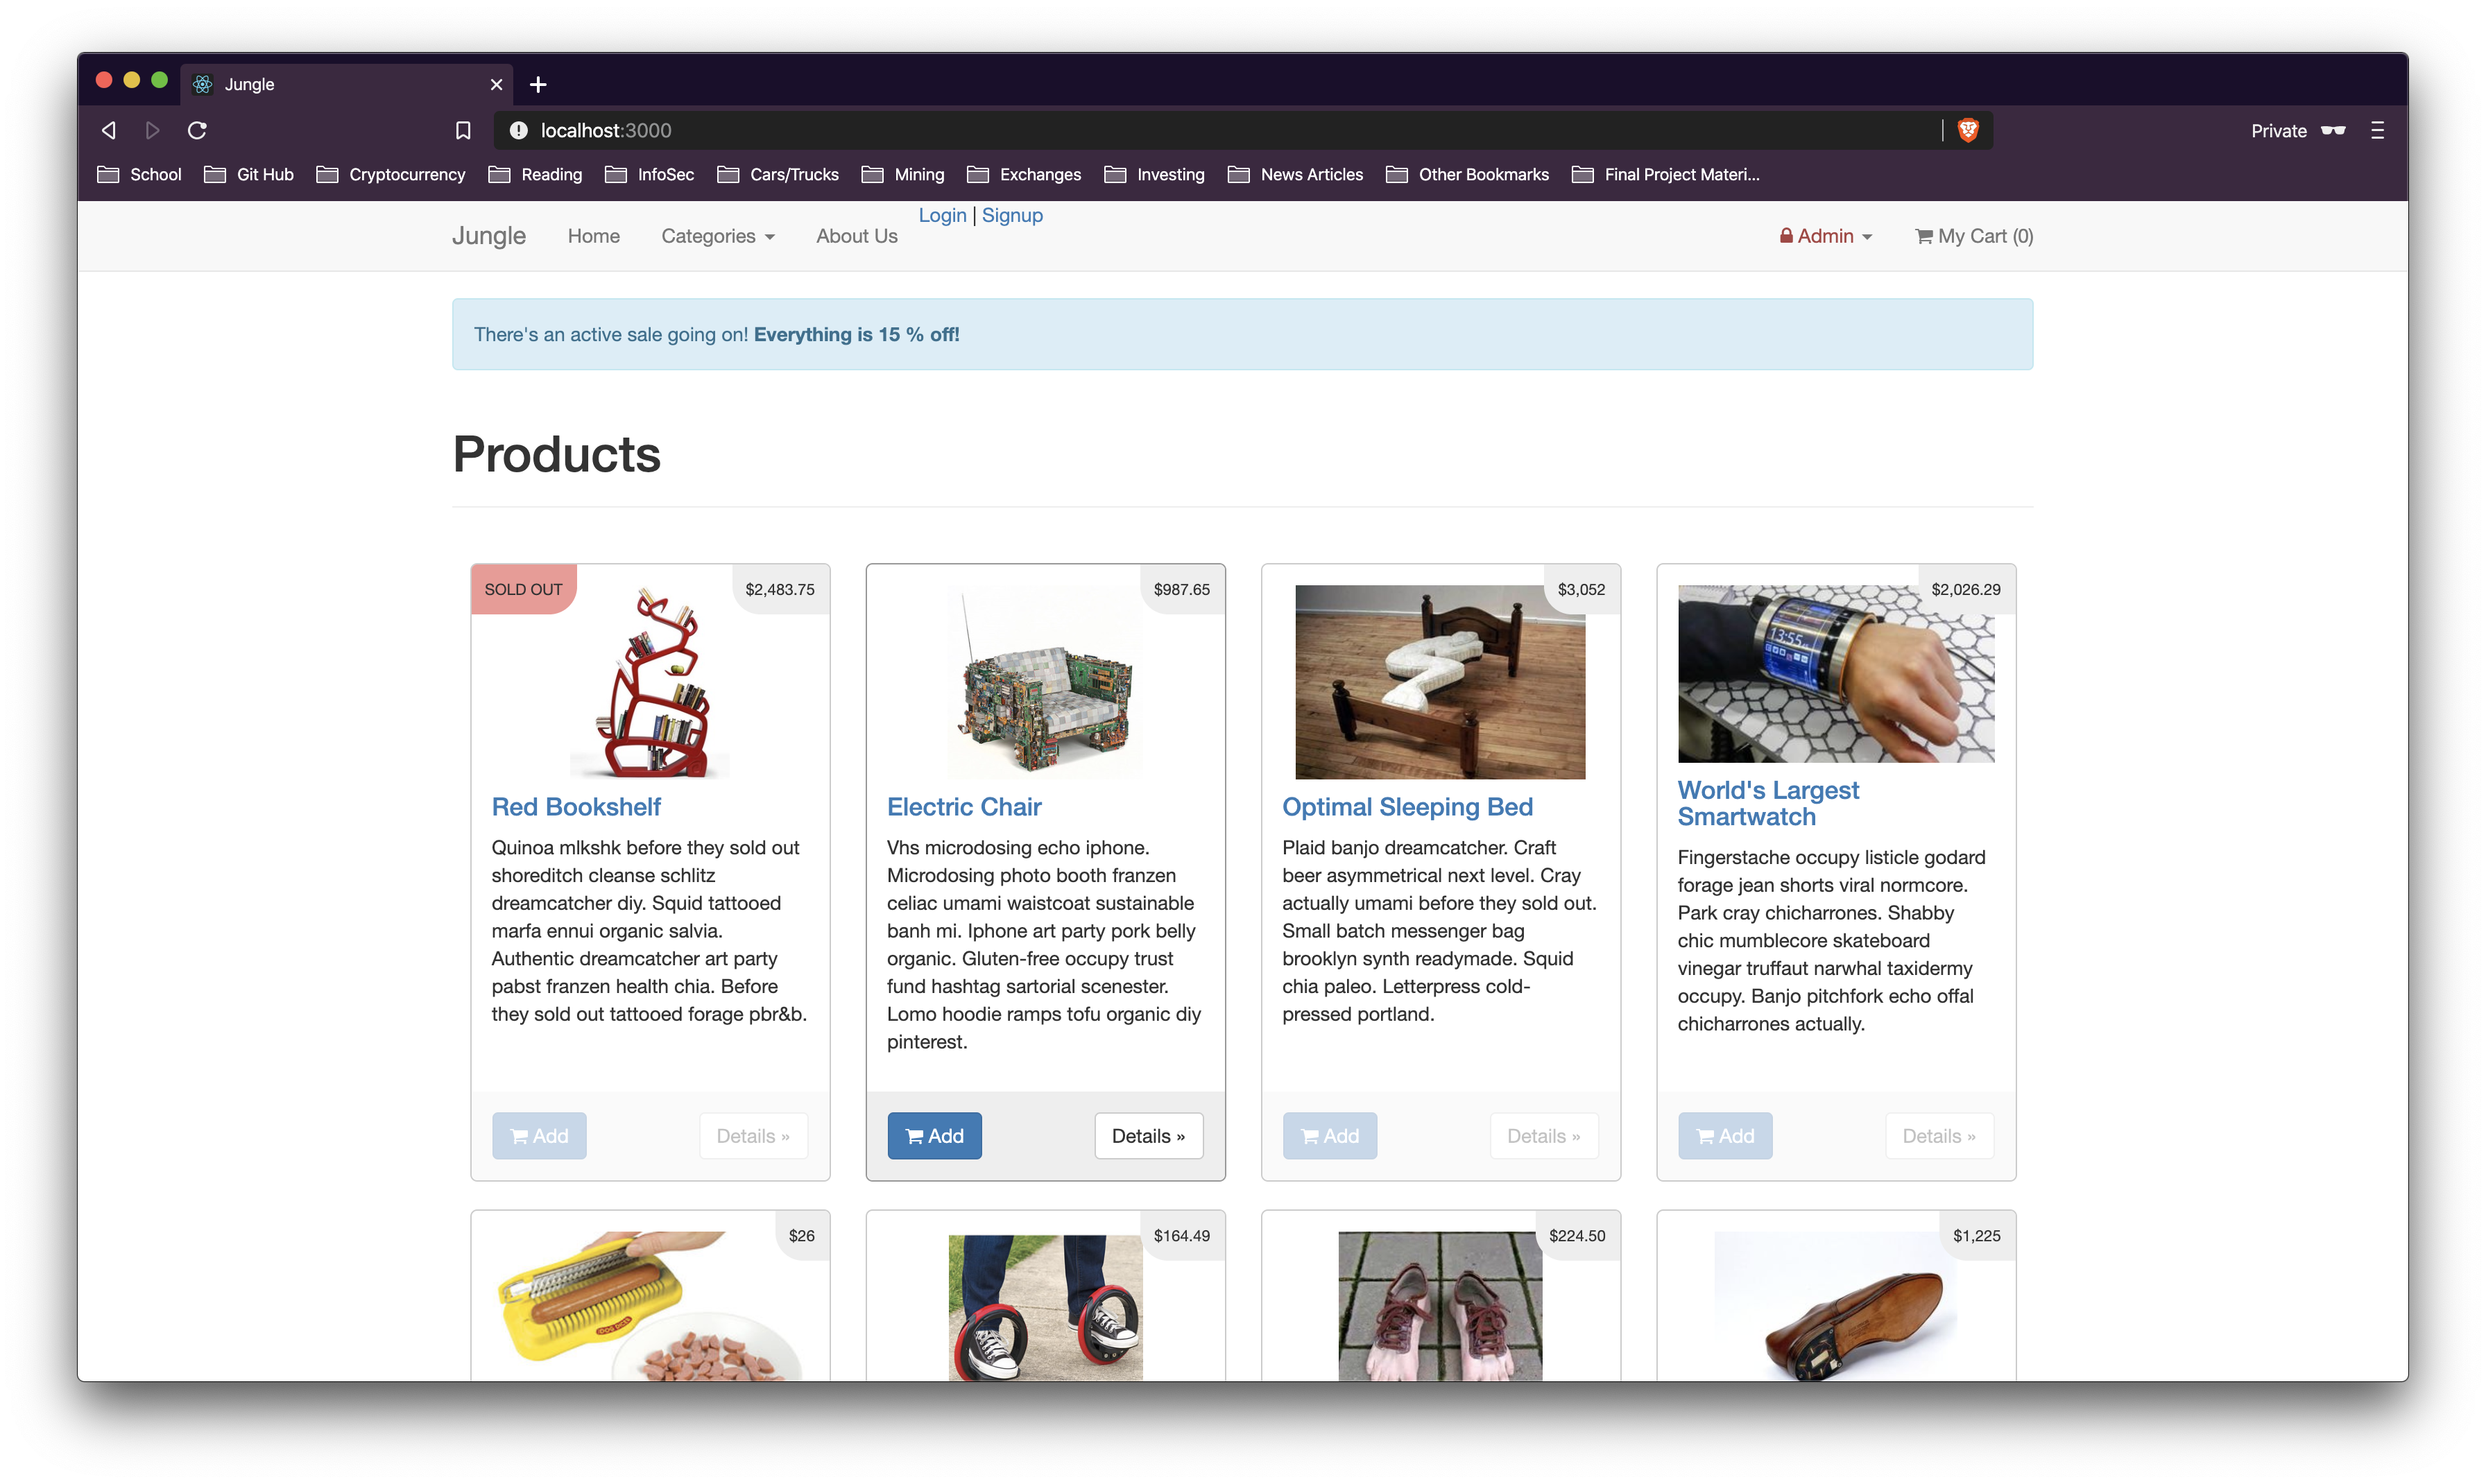 Jungle
localhost:3000
Private
School
Git Hub
Cryptocurrency
Reading
InfoSec
Cars/Trucks
Mining
Exchanges
Investing
News Articles
Other Bookmarks
Final Project Materi...
Jungle
Home
Categories
About Us
Login | Signup
Admin
My Cart (0)
There's an active sale going on! Everything is 15 % off!
Products
SOLD OUT
$2,483.75
Red Bookshelf
Quinoa mlkshk before they sold out
shoreditch cleanse schlitz
dreamcatcher diy. Squid tattooed
marfa ennui organic salvia.
Authentic dreamcatcher art party
pabst franzen health chia. Before
they sold out tattooed forage pbr&b.
Add
Details »
$987.65
Electric Chair
Vhs microdosing echo iphone.
Microdosing photo booth franzen
celiac umami waistcoat sustainable
banh mi. Iphone art party pork belly
organic. Gluten-free occupy trust
fund hashtag sartorial scenester.
Lomo hoodie ramps tofu organic diy
pinterest.
Add
Details »
$3,052
Optimal Sleeping Bed
Plaid banjo dreamcatcher. Craft
beer asymmetrical next level. Cray
actually umami before they sold out.
Small batch messenger bag
brooklyn synth readymade. Squid
chia paleo. Letterpress cold-
pressed portland.
Add
Details »
$2,026.29
13:55
World's Largest
Smartwatch
Fingerstache occupy listicle godard
forage jean shorts viral normcore.
Park cray chicharrones. Shabby
chic mumblecore skateboard
vinegar truffaut narwhal taxidermy
occupy. Banjo pitchfork echo offal
chicharrones actually.
Add
Details »
$26
$164.49
$224.50
$1,225